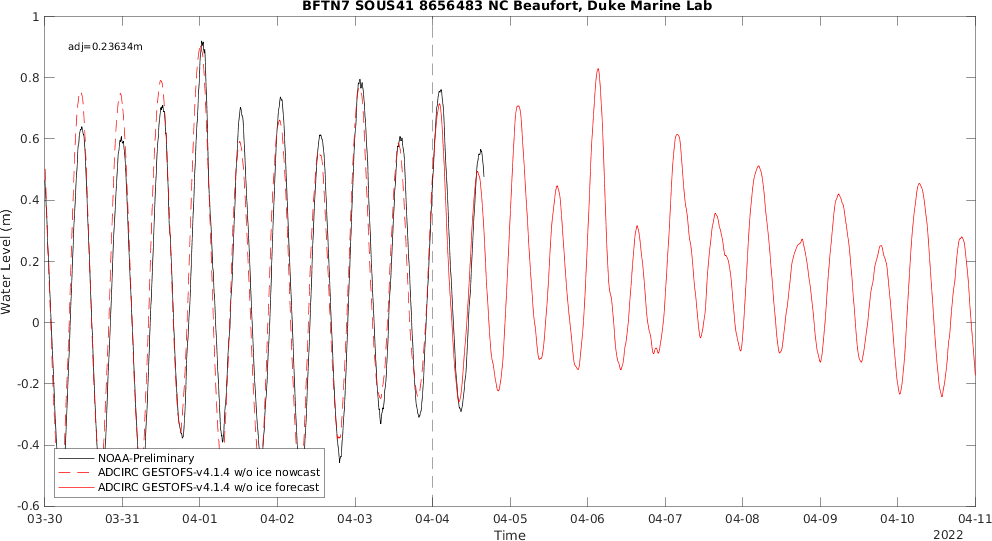 BFTN7 SOUS41 8656483 NC Beaufort, Duke Marine Lab
adj=0.23634m
1
0.8
0.6
0.4
0.2
0
-0.2
-0.4
-0.6
Water Level (m)
NOAA-Preliminary
ADCIRC GESTOFS-v4.1.4 w/o ice nowcast
ADCIRC GESTOFS-v4.1.4 w/o ice forecast
03-30 03-31 04-01 04-02 04-03 04-04 04-05 04-06 04-07 04-08 04-09 04-10 04-11
Time
2022